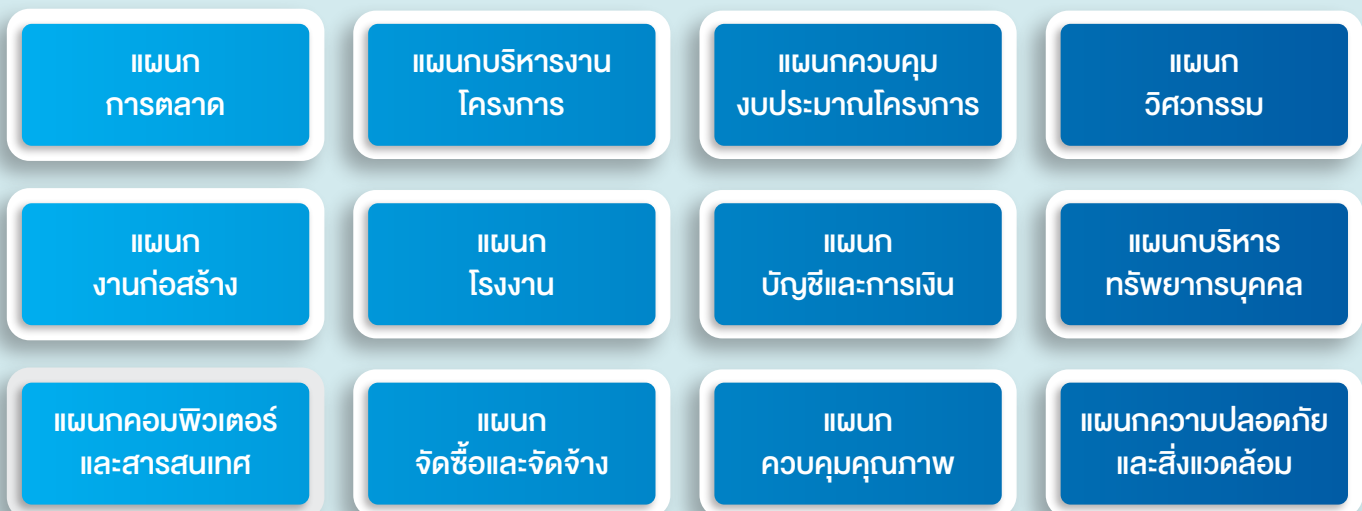 แผนก
การตลาด
แผนกบริหารงาน
โครงการ
แผนกควบคุม
งบประมาณโครงการ
แผนก
วิศวกรรม
แผนก
งานก่อสร้าง
แผนก
โรงงาน
แผนก
บัญชีและการเงิน
แผนกบริหาร
ทรัพยากรบุคคล
แผนกคอมพิวเตอร์
และสารสนเทศ
แผนก
จัดซื้อและจัดจ้าง
แผนก
ควบคุมคุณภาพ
แผนกความปลอดภัย
และสิ่งแวดล้อม